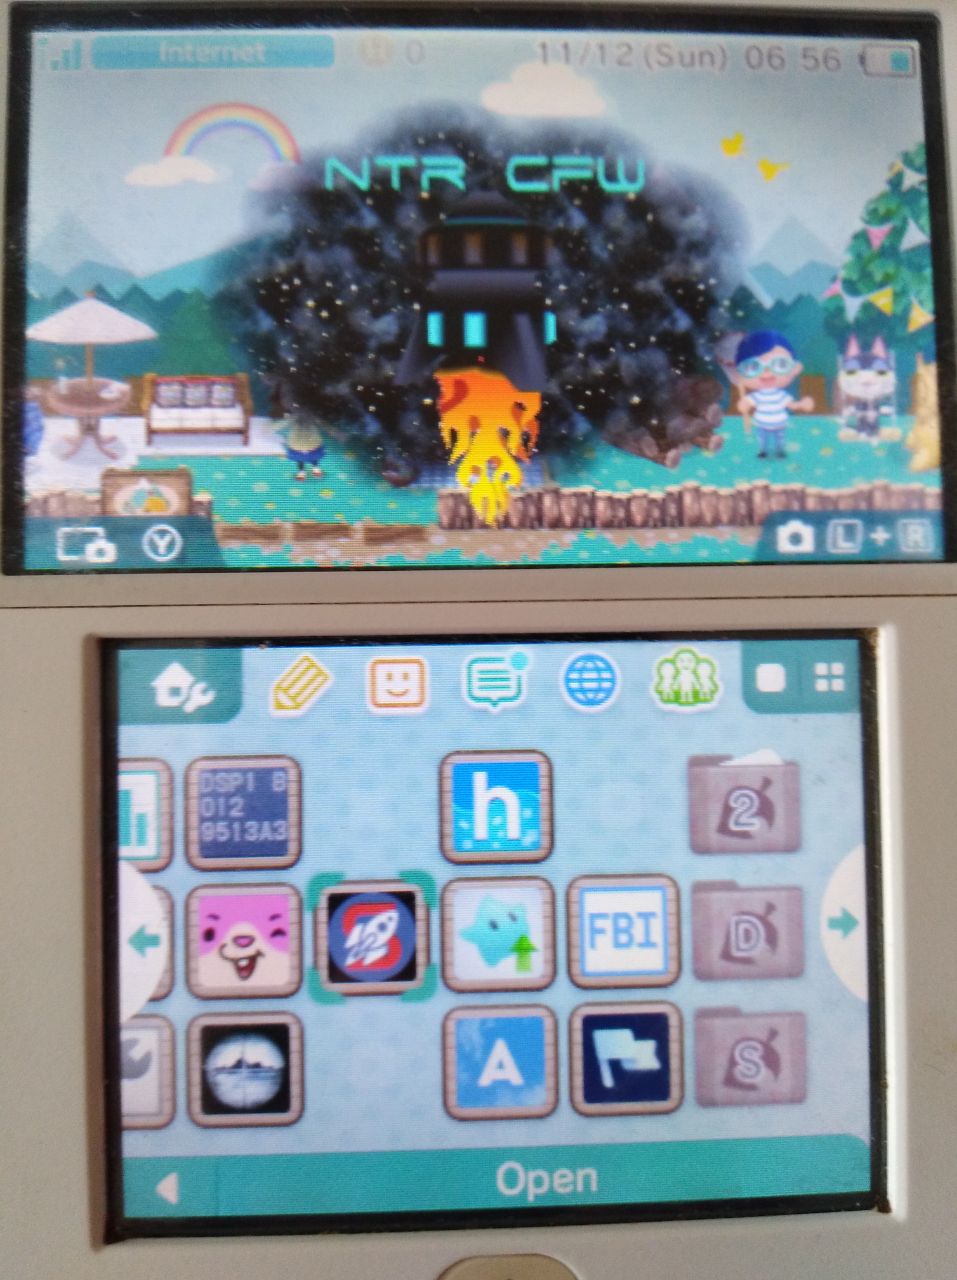 Internet
0
11/12 (Sun) 06 56
NTR CFW
Y
L + R
DSP1 B
012
9513A3
h
2
FBI
D
A
S
Open